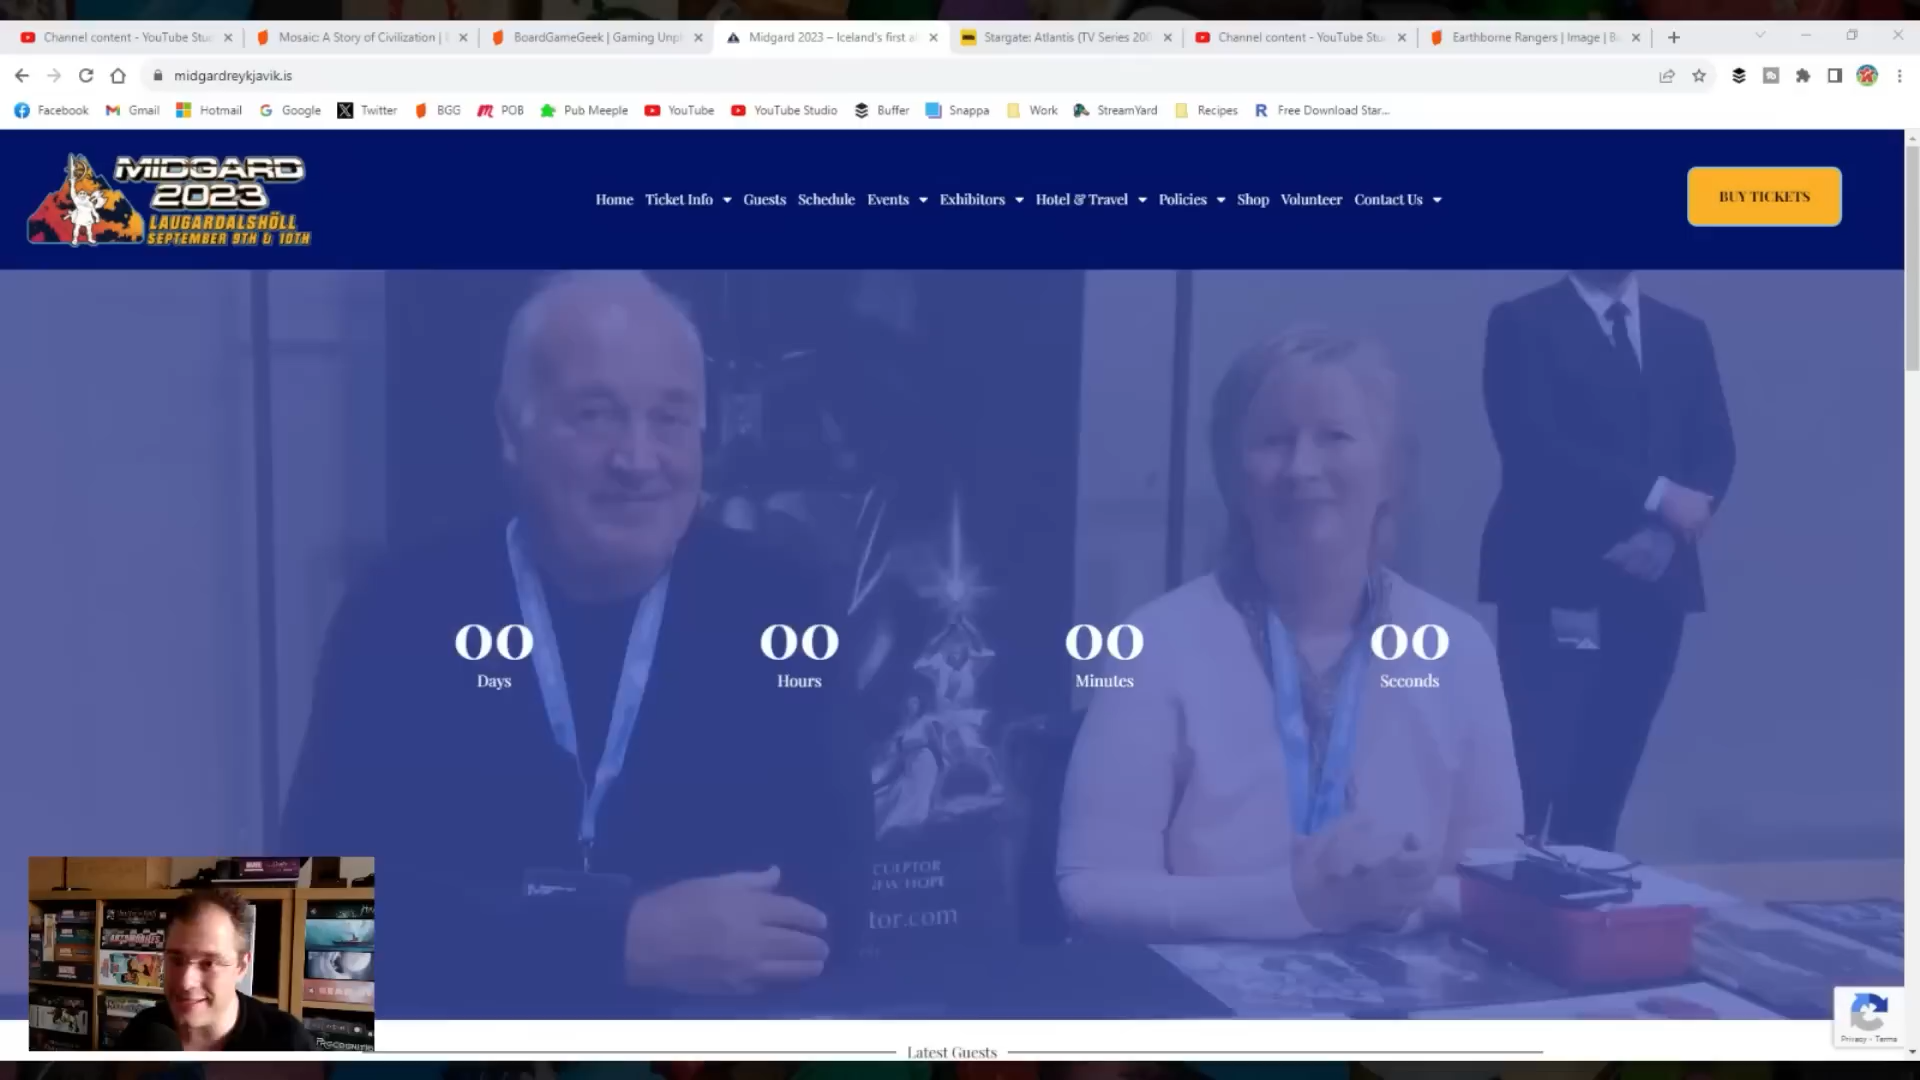 Channel content - YouTube Stu
Mosaic: A Story of Civilization |
BoardGameGeek | Gaming Unpl
Midgard 2023 – Iceland's first a
Stargate: Atlantis (TV Series 200
Channel content - YouTube Stu
Earthborne Rangers | Image | B
midgardreykjavik.is
Facebook
Gmail
Hotmail
Google
Twitter
BGG
POB
Pub Meeple
YouTube
YouTube Studio
Buffer
Snappa
Work
StreamYard
Recipes
Free Download Star...
MIDGARD
2023
LAUGARDALSHÖLL
SEPTEMBER 9TH & 10TH
Home
Ticket Info
Guests
Schedule
Events
Exhibitors
Hotel & Travel
Policies
Shop
Volunteer
Contact Us
BUY TICKETS
00
00
00
00
Days
Hours
Minutes
Seconds
HOPE
tor.com
AUTOMOBILES
Latest Guests
Privacy - Terms